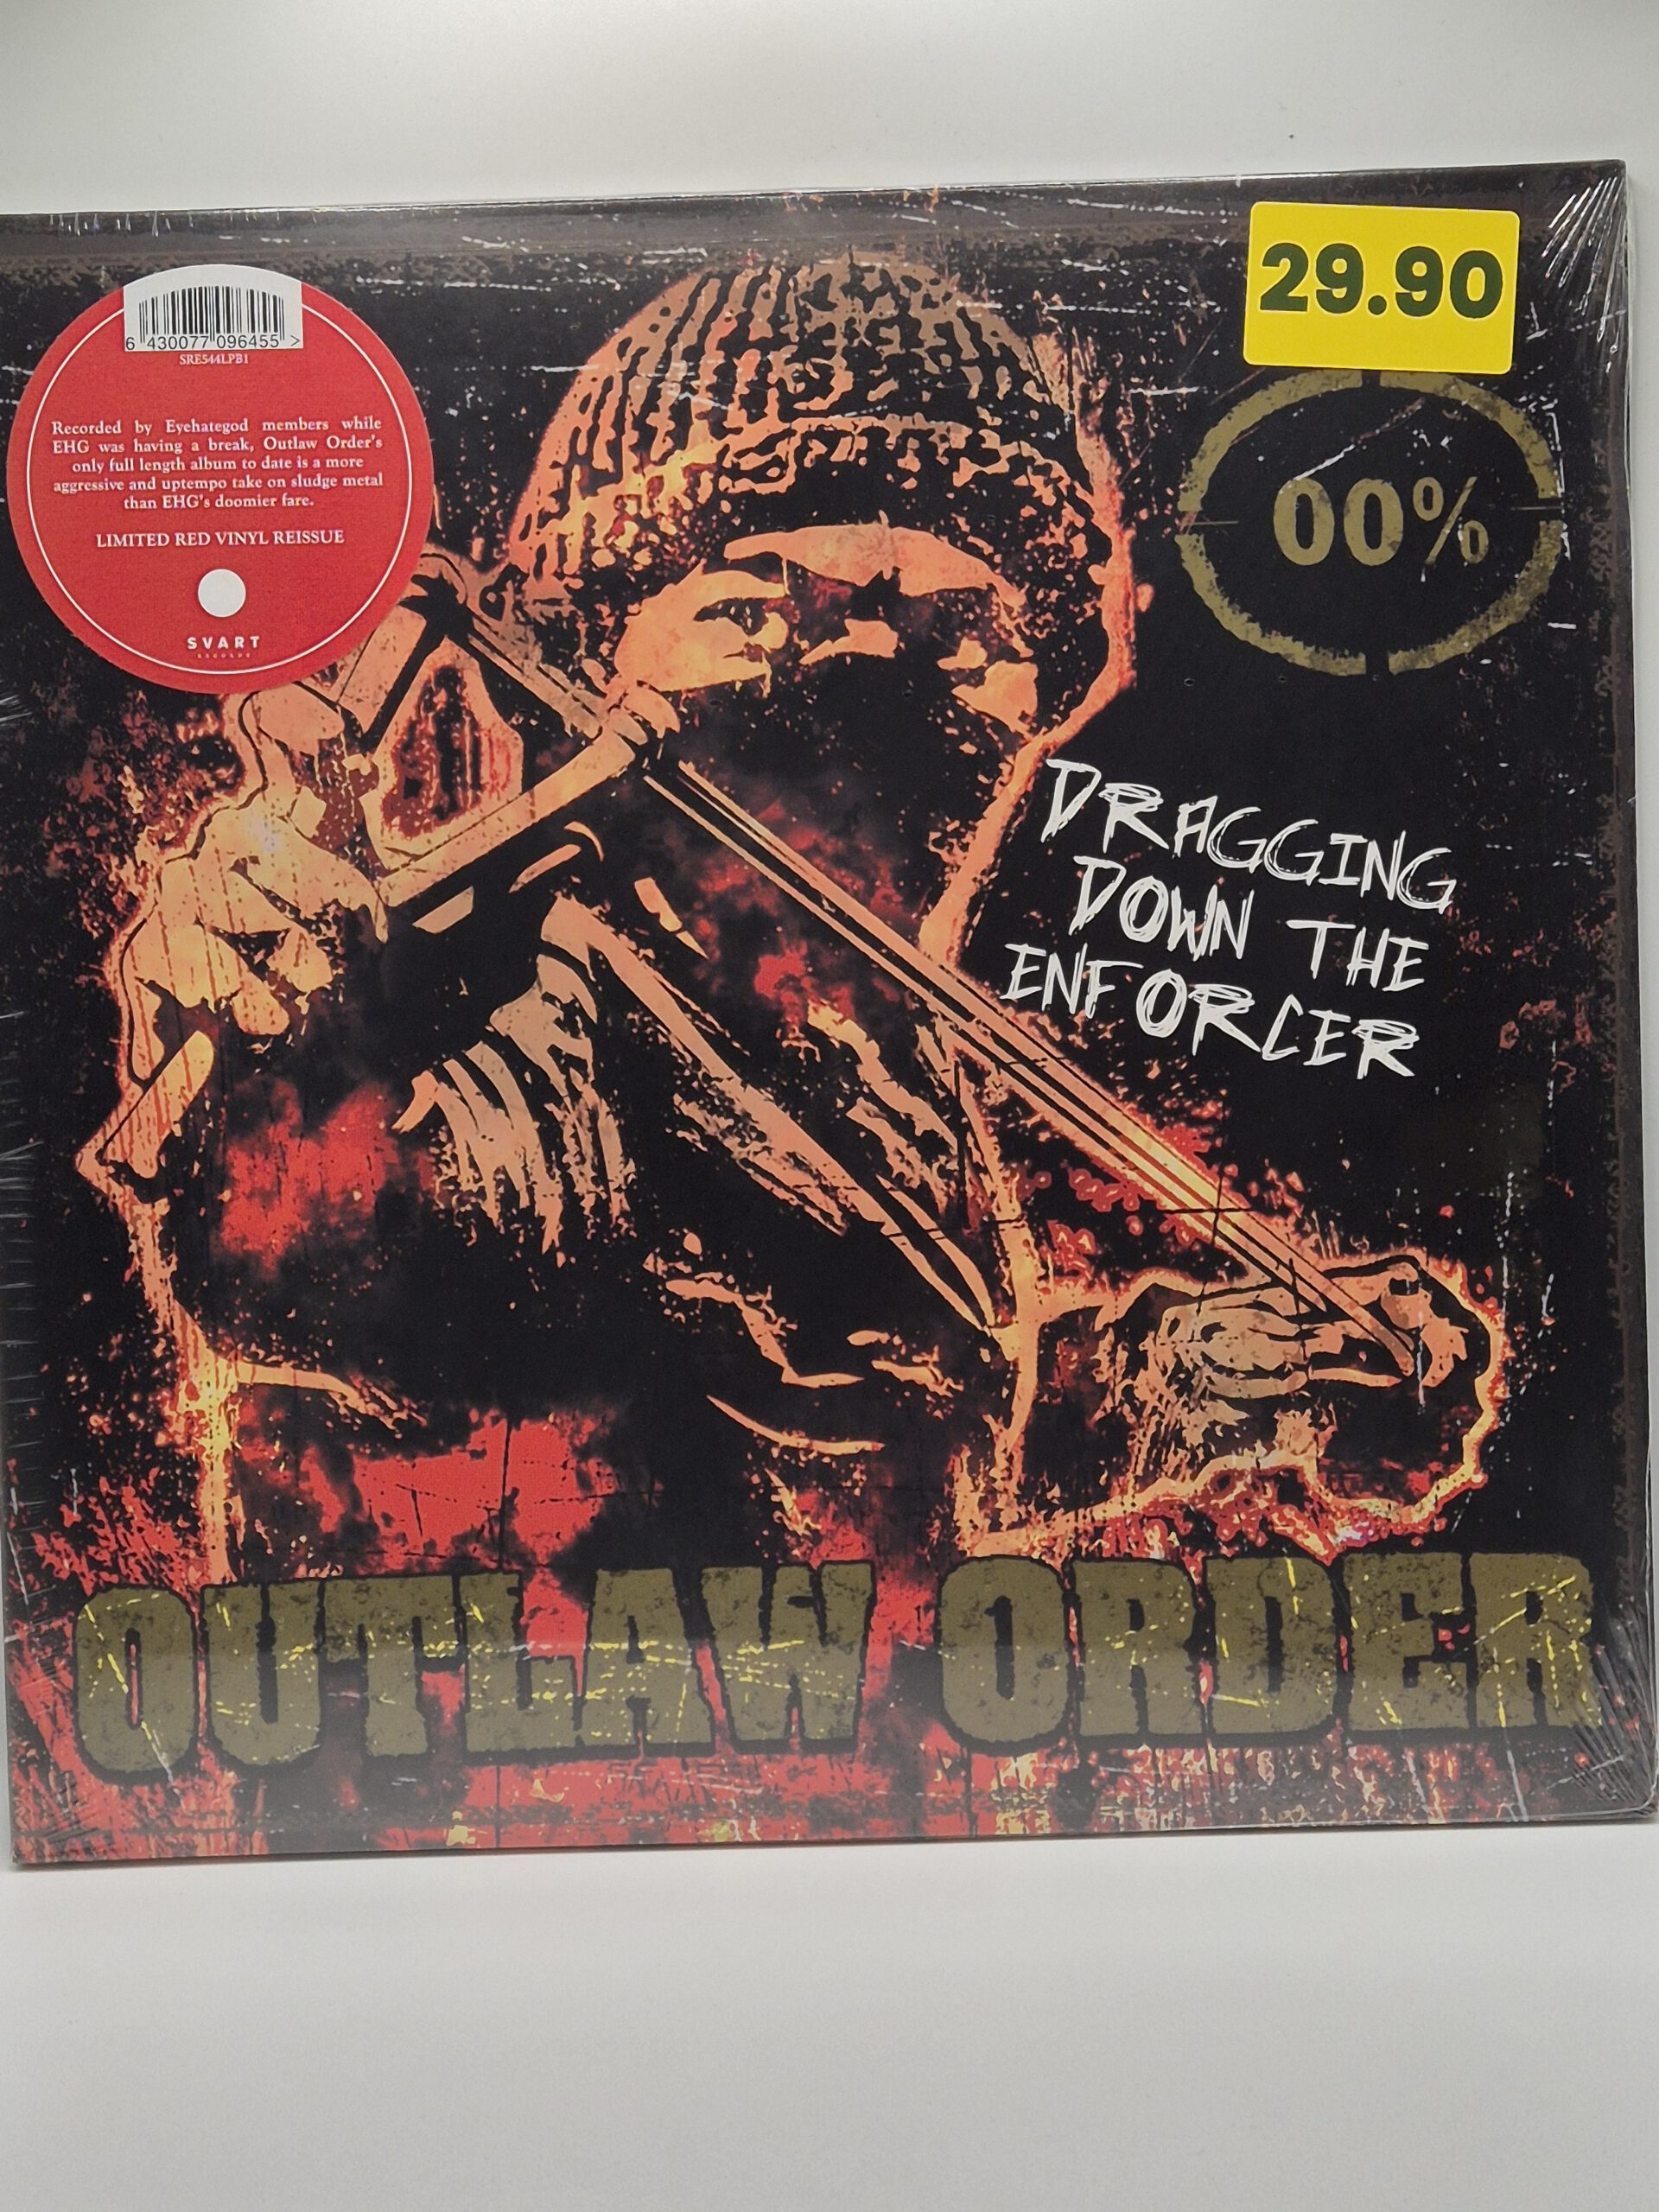 29.90
6 430077 096455 >
SRE544LPB1
Recorded by Eyehategod members while
EHG was having a break, Outlaw Order's
only full length album to date is a more
aggressive and uptempo take on sludge metal
than EHG's doomier fare.
LIMITED RED VINYL REISSUE
SVART
RECORDS
00%
DRAGGING
DOWN THE
ENFORCER
OUTLAW ORDER